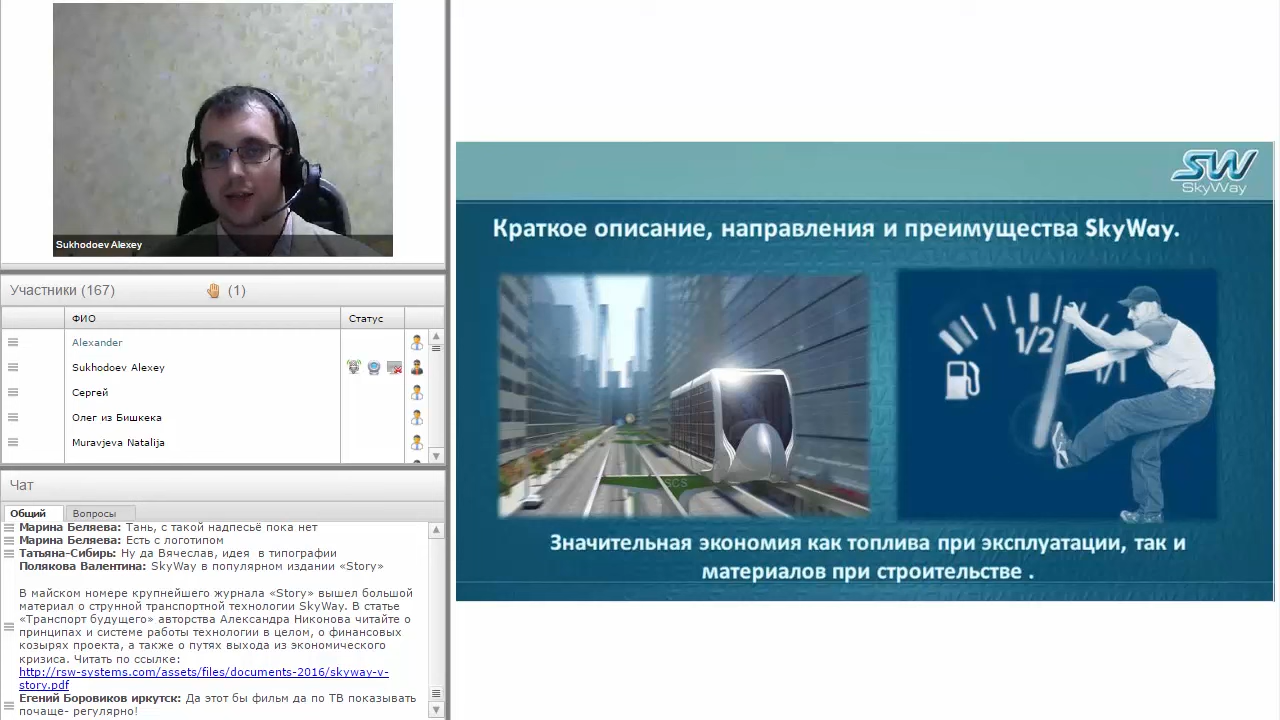 Sukhodoev Alexey
Участники (167) (1)
ФИО Статус
Alexander
Sukhodoev Alexey
Сергей
Олег из Бишкека
Muravjeva Natalija
Чат
Общий Вопросы
Марина Беляева: Тань, с такой надпесьё пока нет
Марина Беляева: Есть с логотипом
Татьяна-Сибирь: Ну да Вячеслав, идея в типографии
Полякова Валентина: SkyWay в популярном издании «Story»
В майском номере крупнейшего журнала «Story» вышел большой
материал о струнной транспортной технологии SkyWay. В статье
«Транспорт будущего» авторства Александра Никонова читайте о
принципах и системе работы технологии в целом, о финансовых
козырях проекта, а также о путях выхода из экономического
кризиса. Читать по ссылке:
http://rsw-systems.com/assets/files/documents-2016/skyway-v-
story.pdf
Егений Боровиков иркутск: Да этот бы фильм да по ТВ показывать
почаще- регулярно!
SW
SkyWay
Краткое описание, направления и преимущества SkyWay.
SCS
1/2
1/1
Значительная экономия как топлива при эксплуатации, так и
материалов при строительстве .